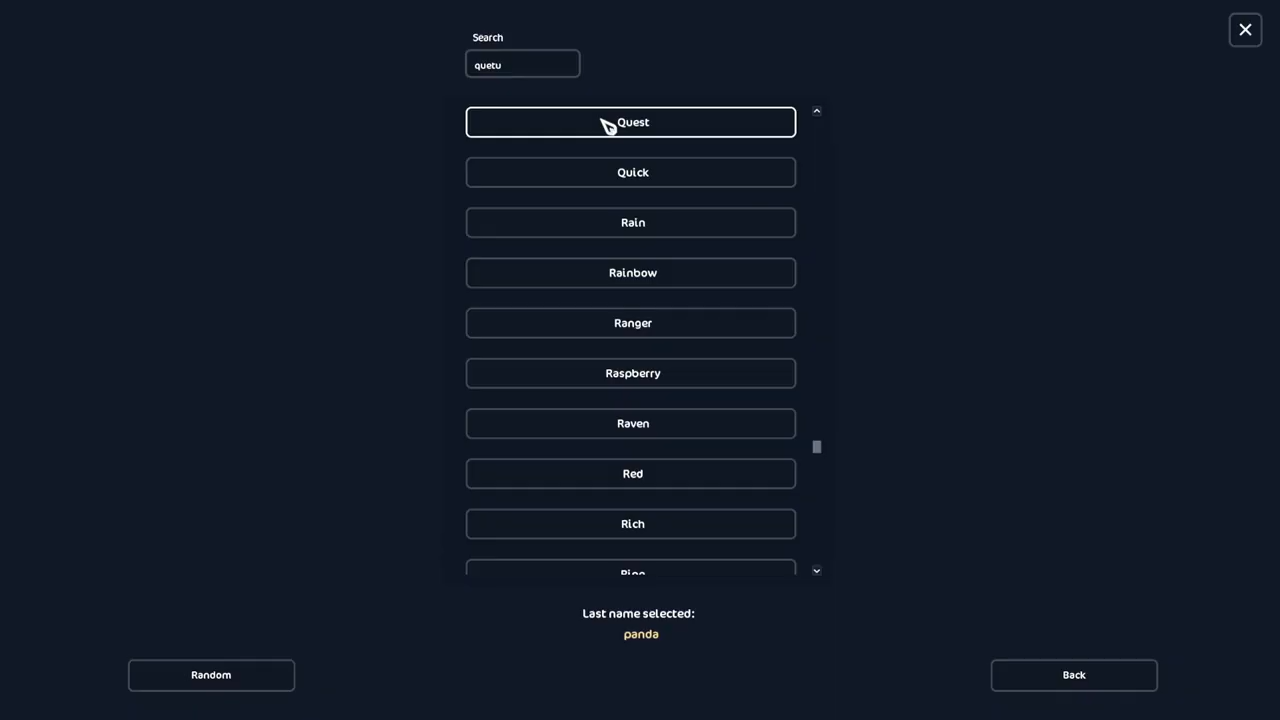 Search
quetu
Quest
Quick
Rain
Rainbow
Ranger
Raspberry
Raven
Red
Rich
Last name selected:
panda
Random
Back